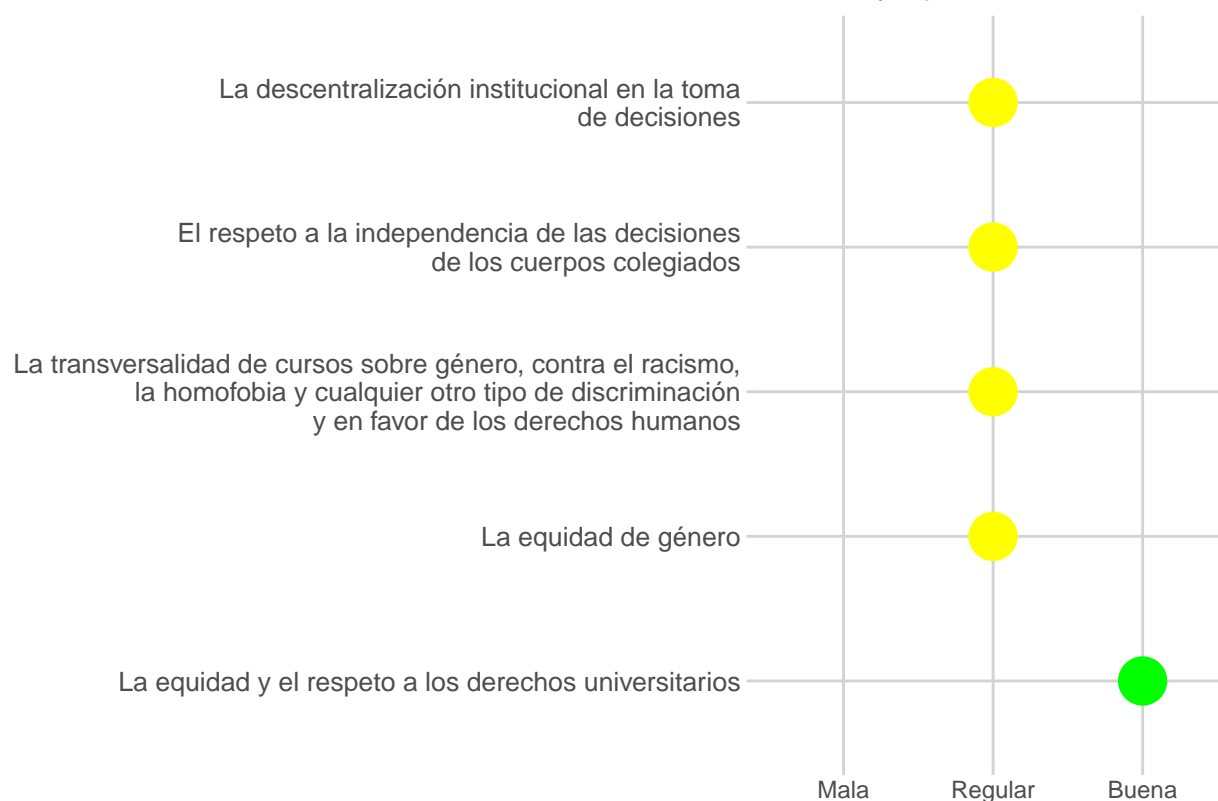 La descentralización institucional en la toma
de decisiones
El respeto a la independencia de las decisiones
de los cuerpos colegiados
La transversalidad de cursos sobre género, contra el racismo,
la homofobia y cualquier otro tipo de discriminación
y en favor de los derechos humanos
La equidad de género
La equidad y el respeto a los derechos universitarios
Mala Regular Buena